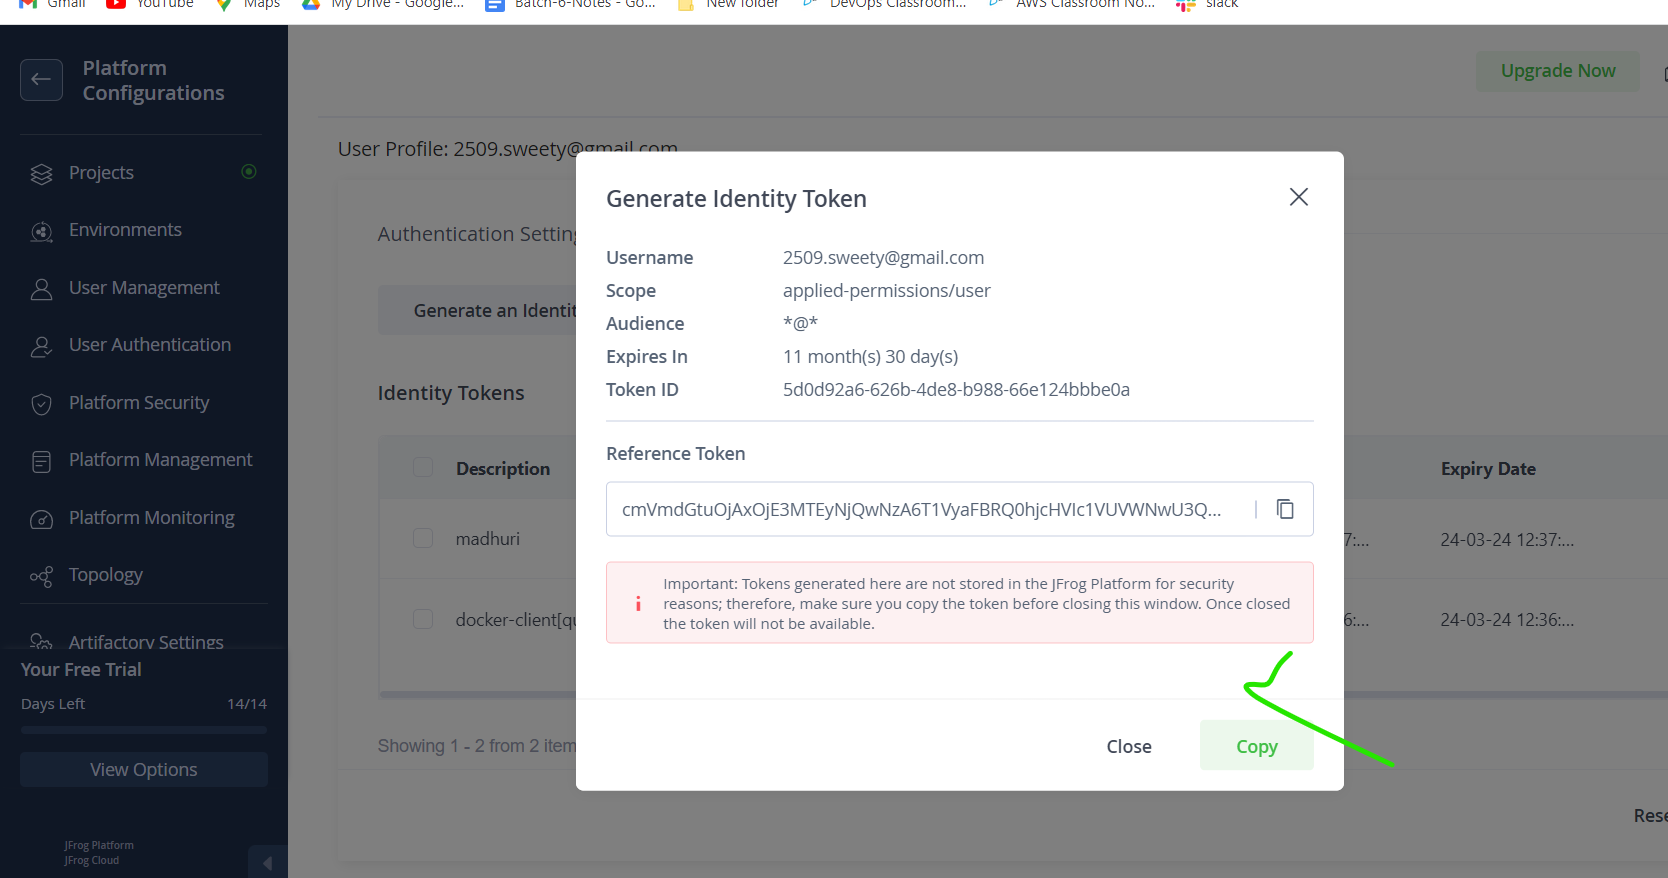 Gmail
YouTube
Maps
My Drive - Google...
Batch-6-Notes - Go...
New folder
DevOps Classroom...
AWS Classroom No...
slack
Platform
Configurations
Projects
Environments
User Management
User Authentication
Platform Security
Platform Management
Platform Monitoring
Topology
Artifactory Settings
Your Free Trial
Days Left 14/14
View Options
JFrog Platform
JFrog Cloud
Upgrade Now
User Profile: 2509.sweety@gmail.com
Authentication
Generate an
Identity Tokens
Description
Expiry Date
madhuri
7:...
24-03-24 12:37:...
6:...
24-03-24 12:36:...
Showing 1 - 2 from 2
Generate Identity Token
Username 2509.sweety@gmail.com
Scope applied-permissions/user
Audience *@*
Expires In 11 month(s) 30 day(s)
Token ID 5d0d92a6-626b-4de8-b988-66e124bbbe0a
Reference Token
cmVmdGtuOjAxOjE3MTEyNjQwNzA6T1VyaFBRQ0hjcHVIc1VUVWNwU3Q...
Important: Tokens generated here are not stored in the JFrog Platform for security
reasons; therefore, make sure you copy the token before closing this window. Once closed
the token will not be available.
Close
Copy